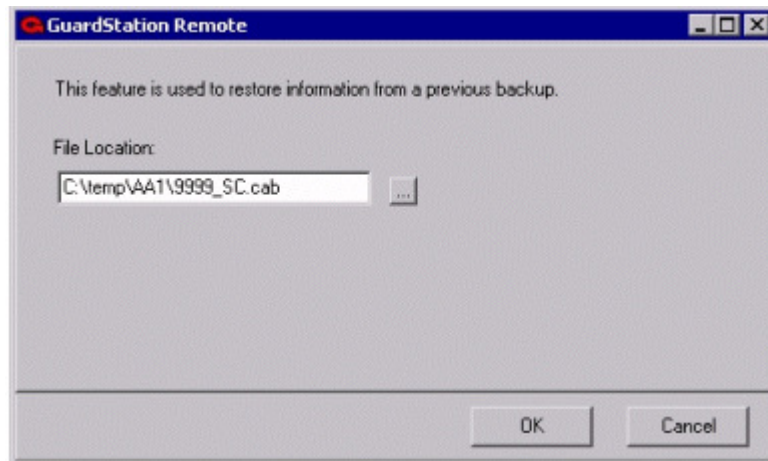 GuardStation Remote
This feature is used to restore information from a previous backup.
File Location:
C:\temp\AA1\9999_SC.cab
...
OK Cancel